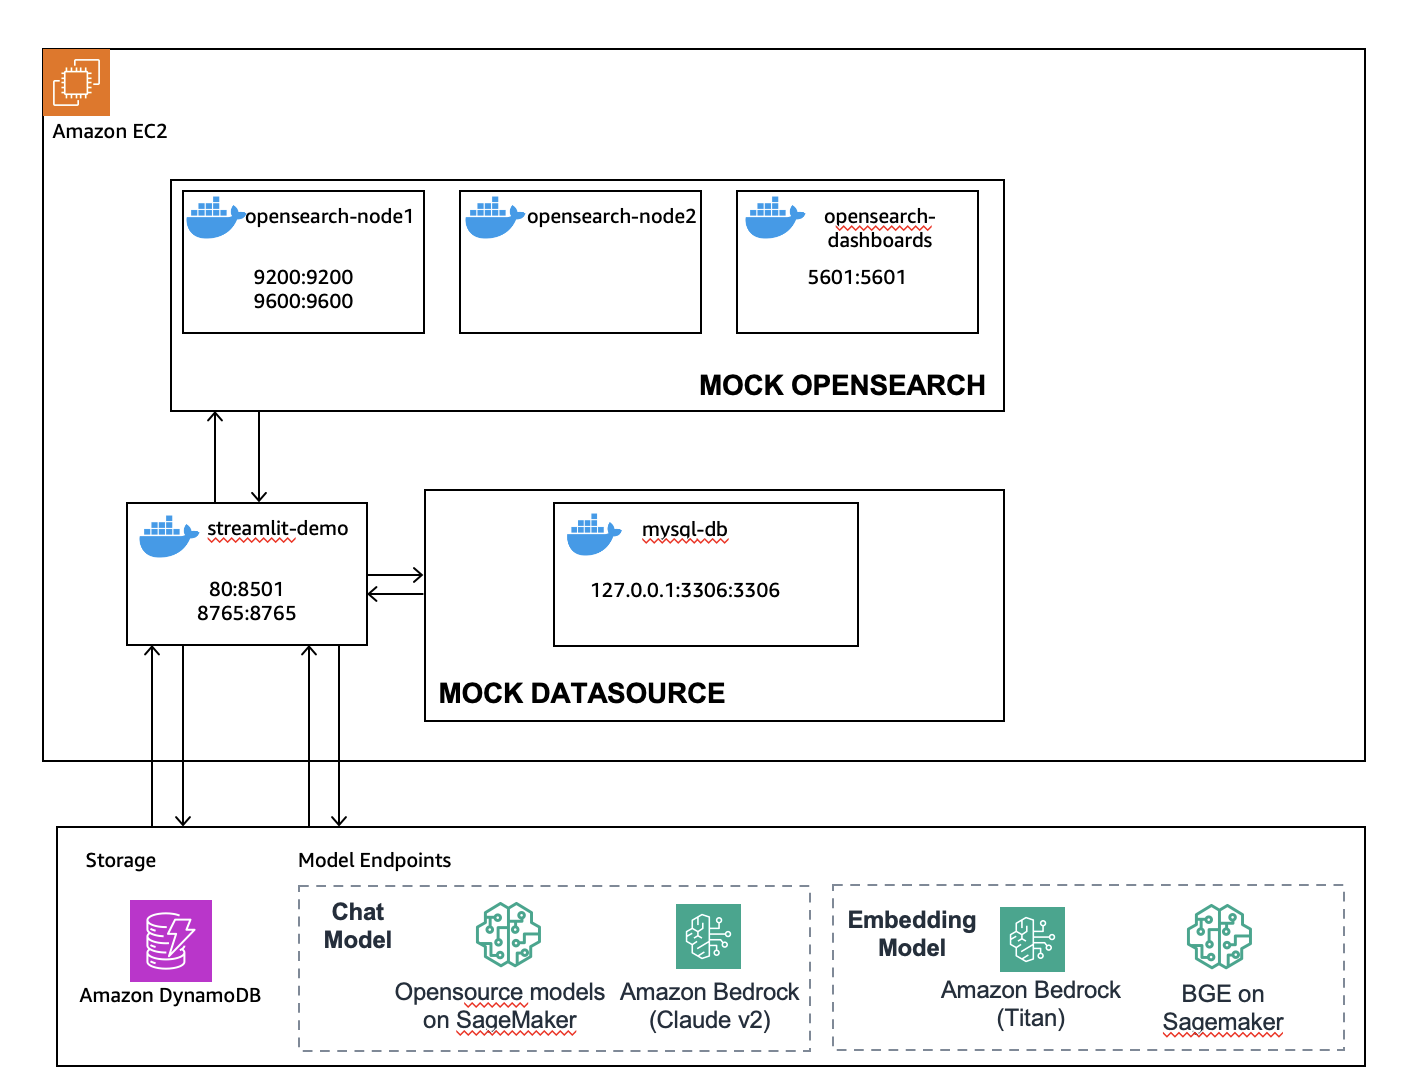 Amazon EC2
opensearch-node1
9200:9200
9600:9600
opensearch-node2
opensearch-
dashboards
5601:5601
MOCK OPENSEARCH
streamlit-demo
80:8501
8765:8765
mysql-db
127.0.0.1:3306:3306
MOCK DATASOURCE
Storage
Amazon DynamoDB
Model Endpoints
Chat
Model
Opensource models
on SageMaker
Amazon Bedrock
(Claude v2)
Embedding
Model
Amazon Bedrock
(Titan)
BGE on
Sagemaker